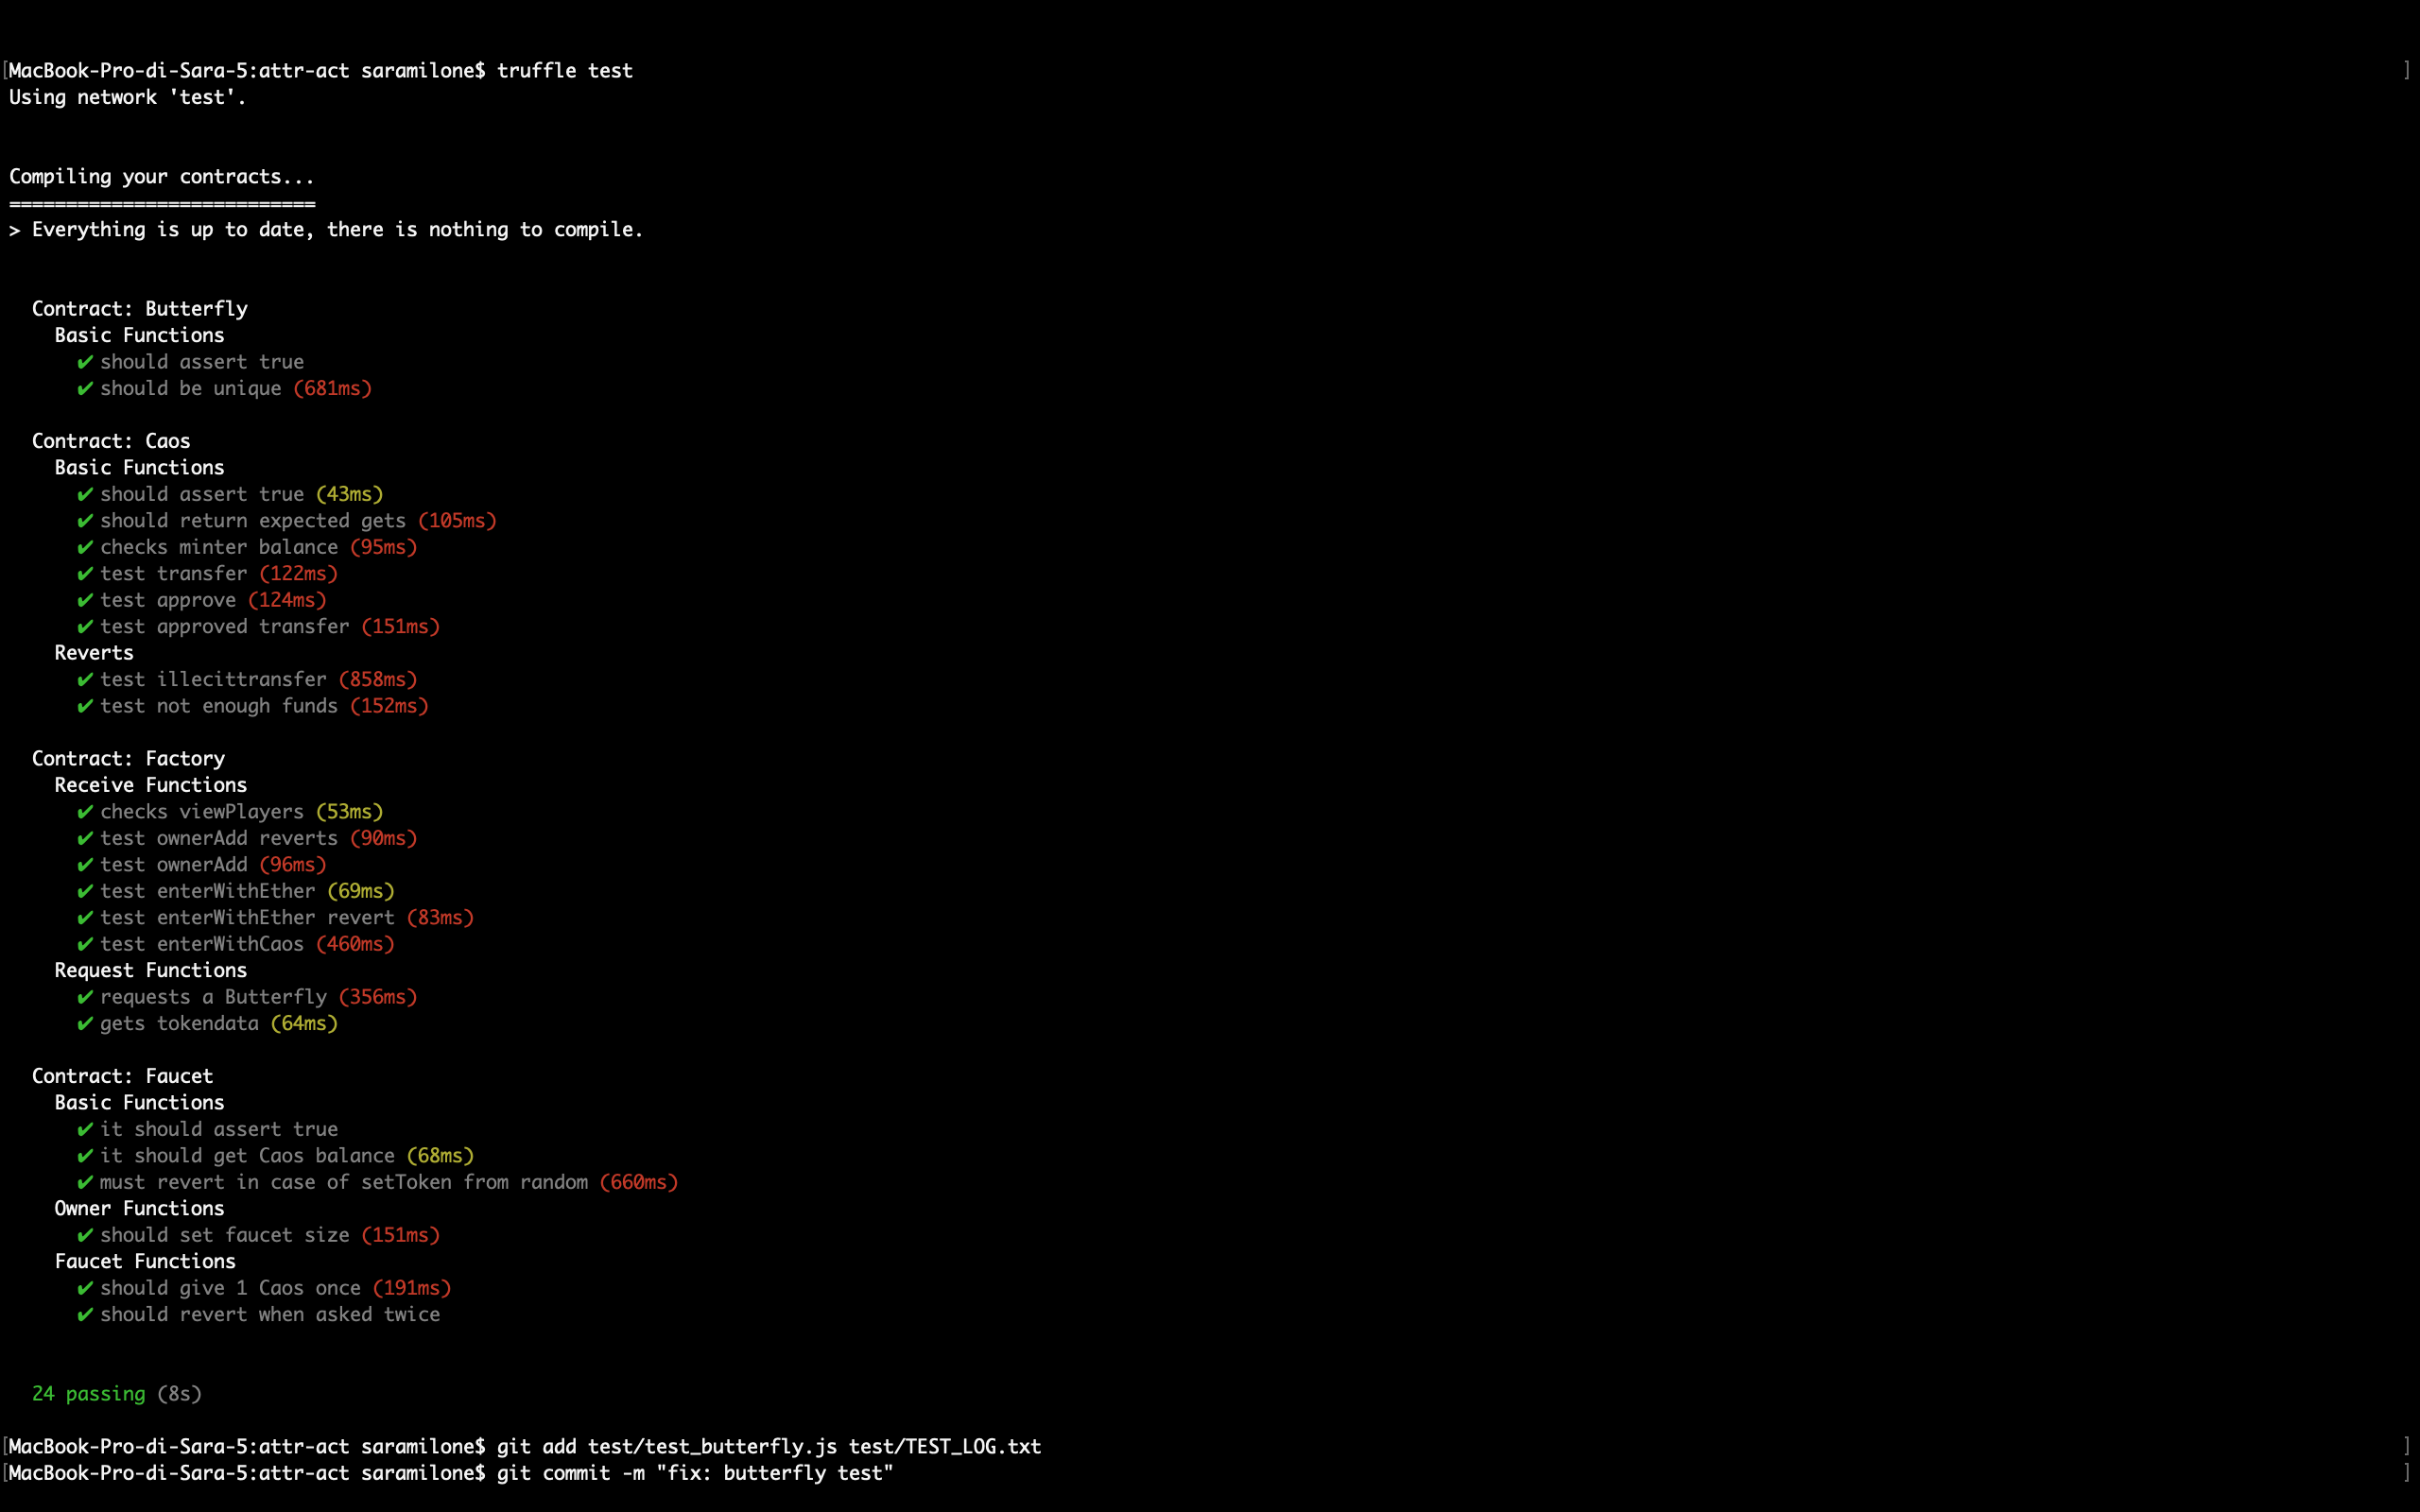 [MacBook-Pro-di-Sara-5:attr-act saramilone$ truffle test ]
Using network 'test'.
Compiling your contracts...
===========================
> Everything is up to date, there is nothing to compile.
Contract: Butterfly
Basic Functions
✔ should assert true
✔ should be unique (681ms)
Contract: Caos
Basic Functions
✔ should assert true (43ms)
✔ should return expected gets (105ms)
✔ checks minter balance (95ms)
✔ test transfer (122ms)
✔ test approve (124ms)
✔ test approved transfer (151ms)
Reverts
✔ test illecittransfer (858ms)
✔ test not enough funds (152ms)
Contract: Factory
Receive Functions
✔ checks viewPlayers (53ms)
✔ test ownerAdd reverts (90ms)
✔ test ownerAdd (96ms)
✔ test enterWithEther (69ms)
✔ test enterWithEther revert (83ms)
✔ test enterWithCaos (460ms)
Request Functions
✔ requests a Butterfly (356ms)
✔ gets tokendata (64ms)
Contract: Faucet
Basic Functions
✔ it should assert true
✔ it should get Caos balance (68ms)
✔ must revert in case of setToken from random (660ms)
Owner Functions
✔ should set faucet size (151ms)
Faucet Functions
✔ should give 1 Caos once (191ms)
✔ should revert when asked twice
24 passing (8s)
[MacBook-Pro-di-Sara-5:attr-act saramilone$ git add test/test_butterfly.js test/TEST_LOG.txt ]
[MacBook-Pro-di-Sara-5:attr-act saramilone$ git commit -m "fix: butterfly test" ]